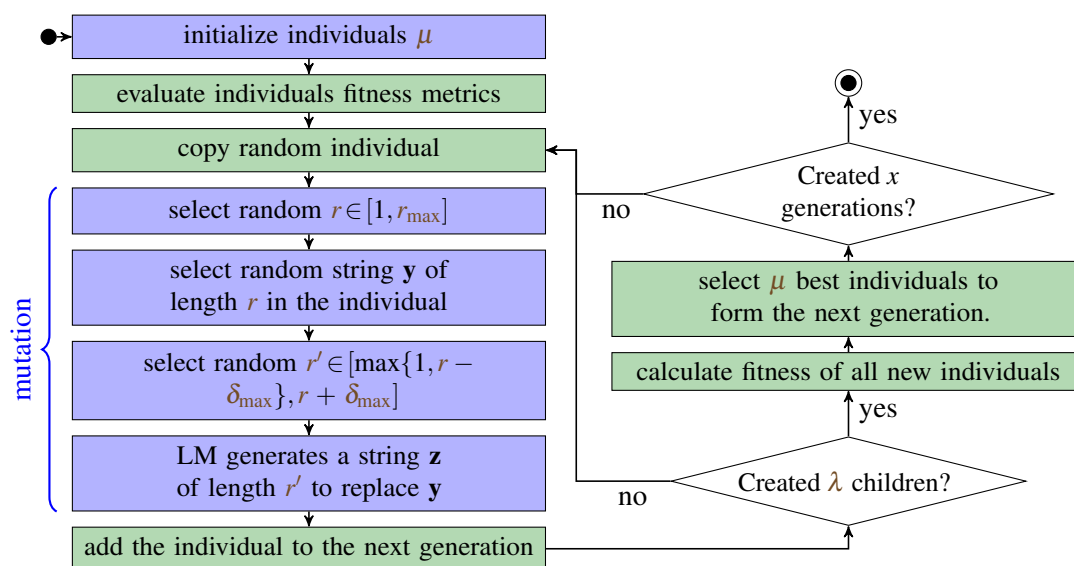 initialize individuals μ
evaluate individuals fitness metrics
copy random individual
mutation
select random r∈[1, r_max]
select random string y of
length r in the individual
select random r′∈[max{1, r −
δ_max}, r + δ_max]
LM generates a string z
of length r′ to replace y
add the individual to the next generation
Created λ children?
no
yes
calculate fitness of all new individuals
select μ best individuals to
form the next generation.
Created x
generations?
no
yes